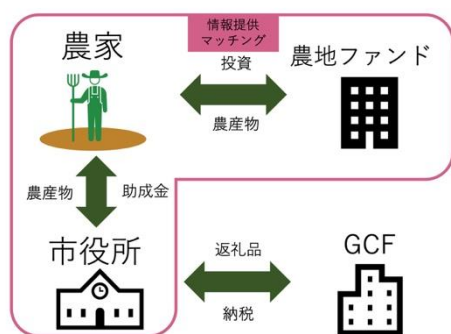 情報提供
マッチング
農家
投資
農地ファンド
農産物
農産物
助成金
市役所
返礼品
GCF
納税